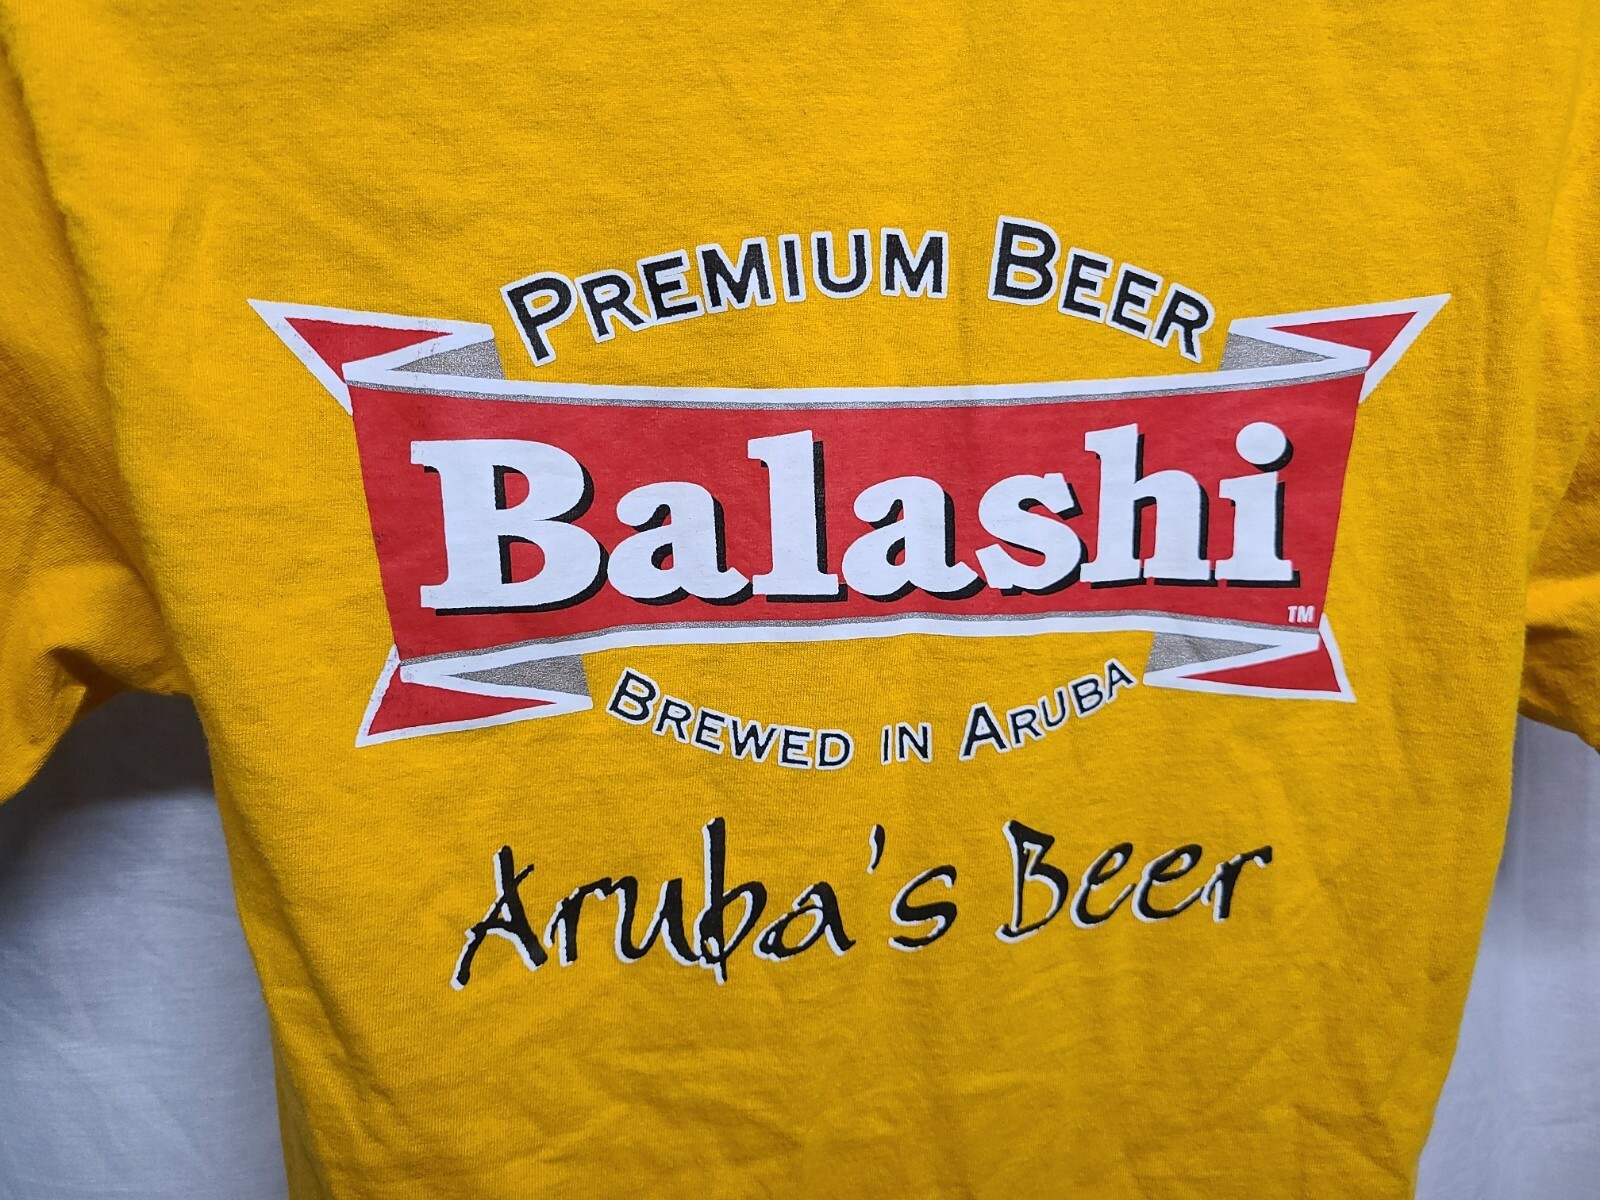 PREMIUM BEER
Balashi
TM
BREWED IN ARUBA
Aruba's Beer